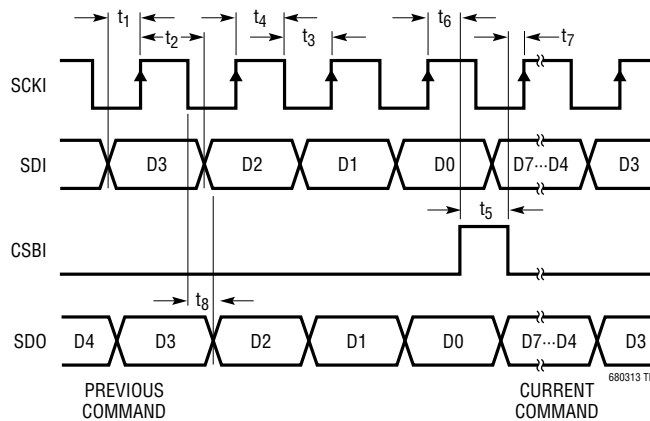 t1 t2 t4 t3 t6 t7
SCKI
SDI D3 D2 D1 D0 D7···D4 D3
CSBI t5
t8
SDO D4 D3 D2 D1 D0 D7···D4 D3
680313
PREVIOUS COMMAND
CURRENT COMMAND